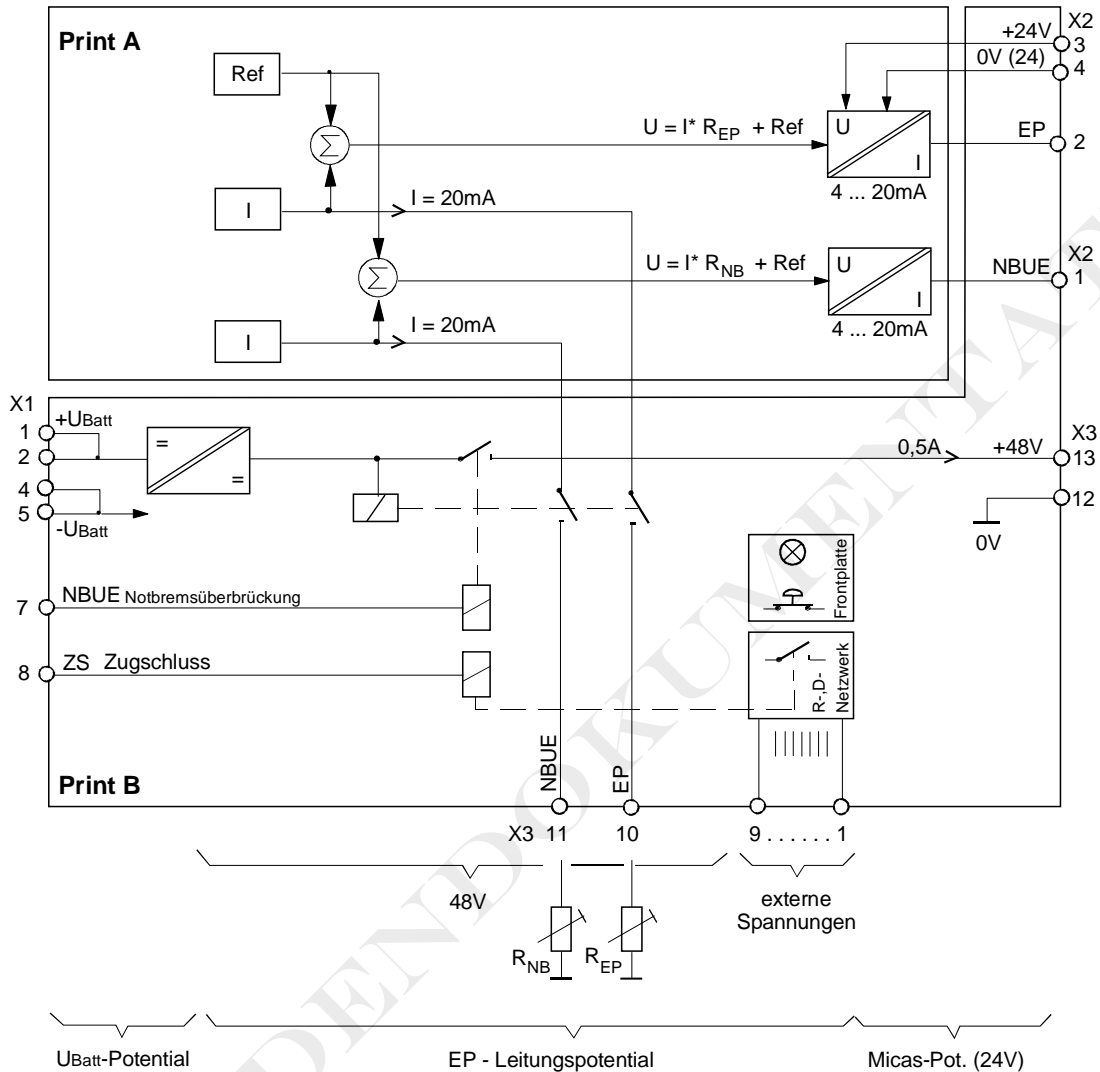 Print A
X2
+24V
3
0V (24)
4
Ref
U = I* R_EP + Ref
U
I
EP
2
Σ
4 ... 20mA
I
I = 20mA
X2
U = I* R_NB + Ref
U
I
NBUE
1
Σ
4 ... 20mA
I
I = 20mA
X1
+UBatt
1
2
=
=
0,5A
+48V
X3
13
4
5
-UBatt
12
0V
Frontplatte
7
NBUE Notbremsüberbrückung
8
ZS Zugschluss
R-,D-
Netzwerk
NBUE
EP
Print B
X3 11 10 9 . . . . . . 1
48V
externe
Spannungen
R_NB
R_EP
UBatt-Potential
EP - Leitungspotential
Micas-Pot. (24V)
DENDOKUMENTAT